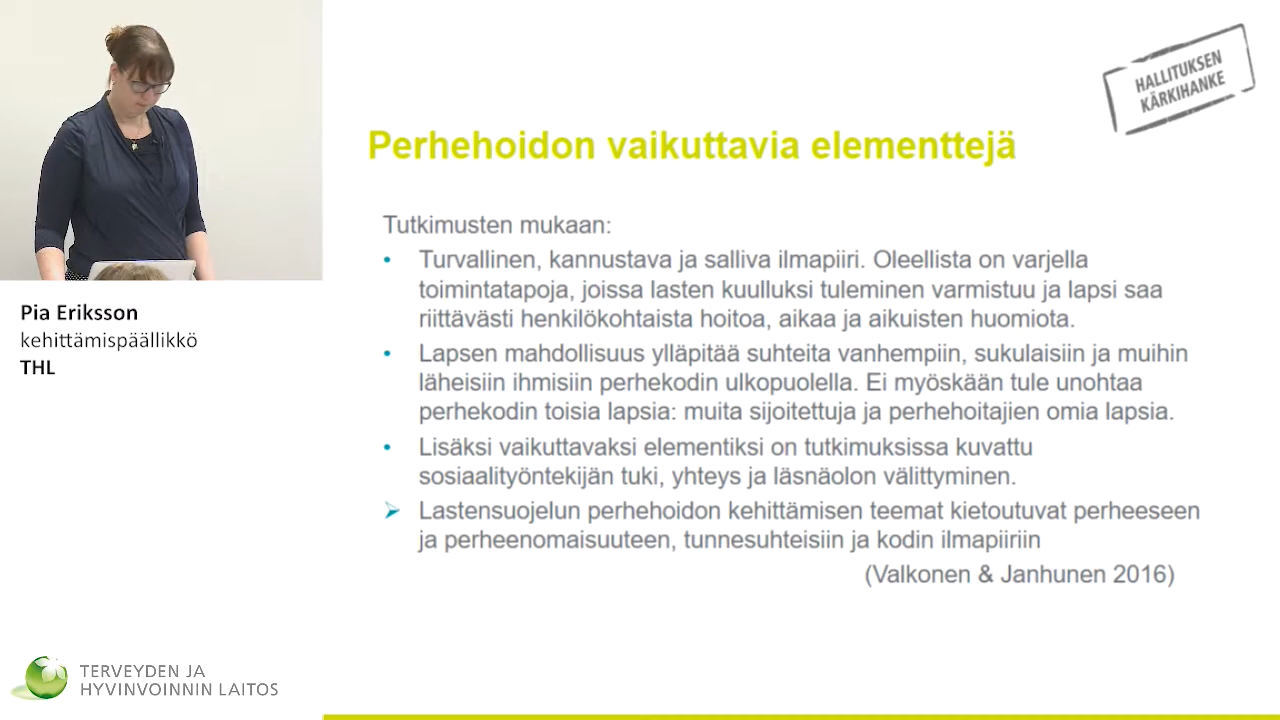 HALLITUKSEN
KÄRKIHANKE
Perhehoidon vaikuttavia elementtejä
Tutkimusten mukaan:
• Turvallinen, kannustava ja salliva ilmapiiri. Oleellista on varjella
toimintatapoja, joissa lasten kuulluksi tuleminen varmistuu ja lapsi saa
riittävästi henkilökohtaista hoitoa, aikaa ja aikuisten huomiota.
• Lapsen mahdollisuus ylläpitää suhteita vanhempiin, sukulaisiin ja muihin
läheisiin ihmisiin perhekodin ulkopuolella. Ei myöskään tule unohtaa
perhekodin toisia lapsia: muita sijoitettuja ja perhehoitajien omia lapsia.
• Lisäksi vaikuttavaksi elementiksi on tutkimuksissa kuvattu
sosiaalityöntekijän tuki, yhteys ja läsnäolon välittyminen.
➢ Lastensuojelun perhehoidon kehittämisen teemat kietoutuvat perheeseen
ja perheenomaisuuteen, tunnesuhteisiin ja kodin ilmapiiriin
(Valkonen & Janhunen 2016)
Pia Eriksson
kehittämispäällikkö
THL
TERVEYDEN JA
HYVINVOINNIN LAITOS